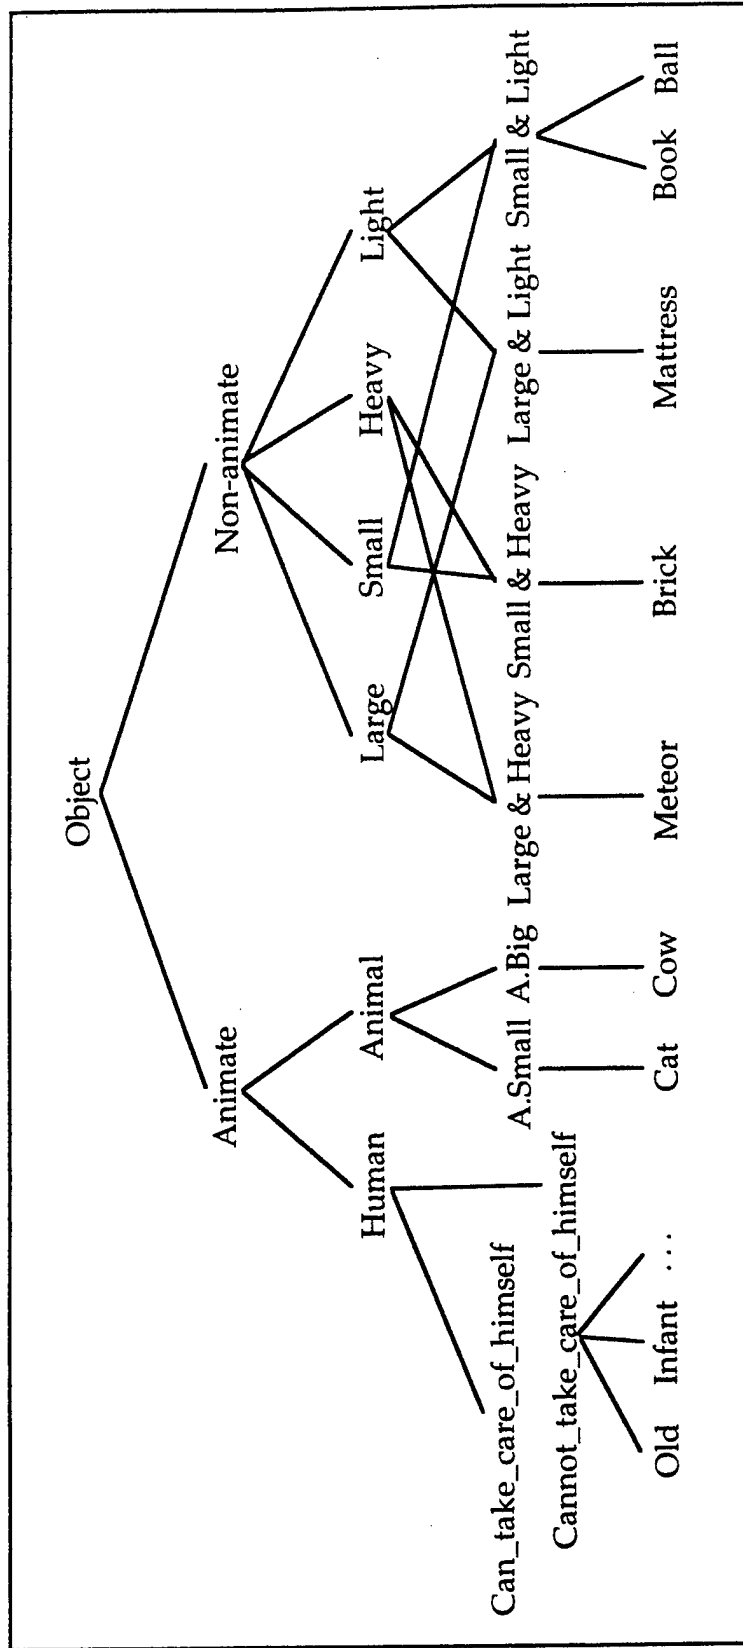 Object
Animate
Non-animate
Human
Animal
Large
Small
Heavy
Light
Can_take_care_of_himself
Cannot_take_care_of_himself
A.Small
A.Big
Large & Heavy
Small & Heavy
Large & Light
Small & Light
Old
Infant
...
Cat
Cow
Meteor
Brick
Mattress
Book
Ball